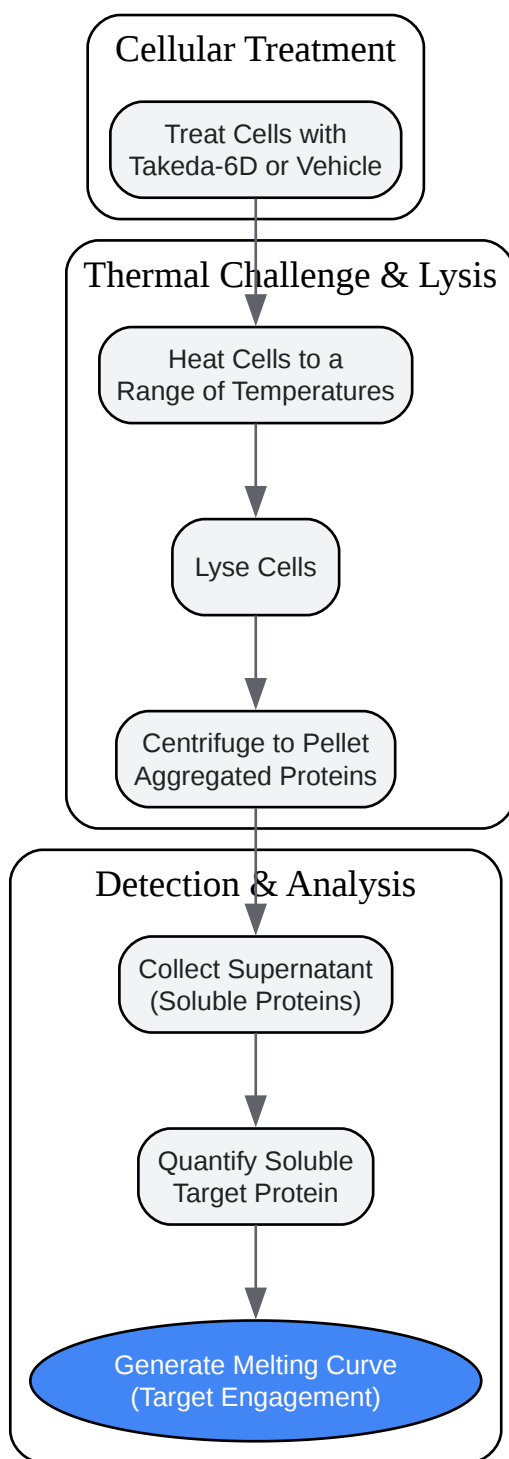 Cellular Treatment
Treat Cells with
Takeda-6D or Vehicle
Thermal Challenge & Lysis
Heat Cells to a
Range of Temperatures
Lyse Cells
Centrifuge to Pellet
Aggregated Proteins
Detection & Analysis
Collect Supernatant
(Soluble Proteins)
Quantify Soluble
Target Protein
Generate Melting Curve
(Target Engagement)